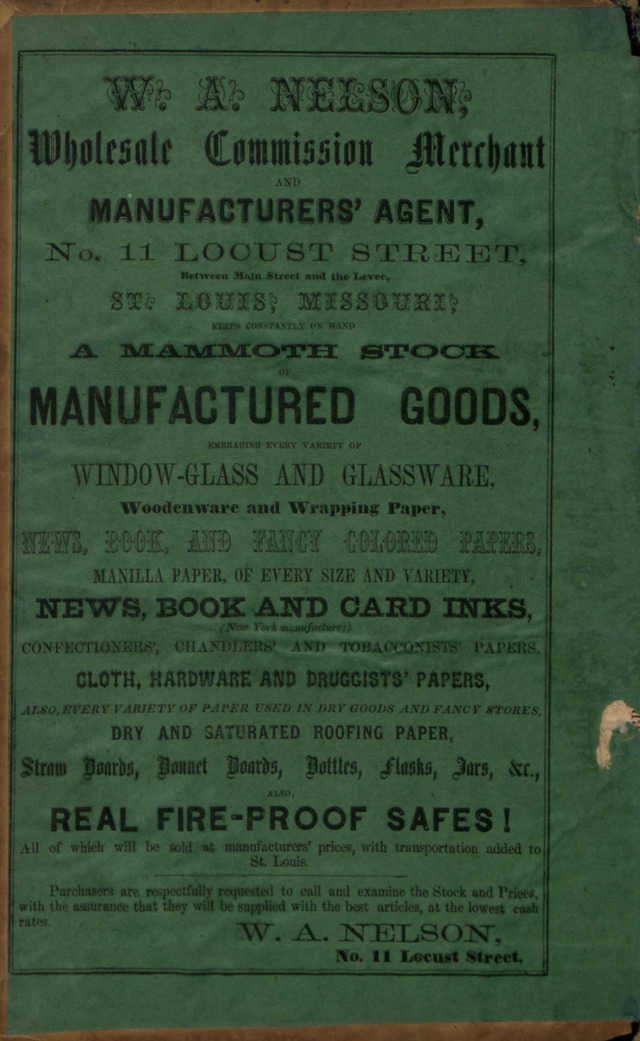 W. A. NELSON,
Wholesale Commission Merchant
AND
MANUFACTURERS' AGENT,
No. 11 LOCUST STREET,
Between Main Street and the Levee,
ST. LOUIS, MISSOURI,
KEEPS CONSTANTLY ON HAND
A MAMMOTH STOCK
OF
MANUFACTURED GOODS,
EMBRACING EVERY VARIETY OF
WINDOW-GLASS AND GLASSWARE,
Woodenware and Wrapping Paper,
NEWS, BOOK, AND FANCY COLORED PAPERS,
MANILLA PAPER, OF EVERY SIZE AND VARIETY,
NEWS, BOOK AND CARD INKS,
(New York manufacture;)
CONFECTIONERS', CHANDLERS' AND TOBACCONISTS' PAPERS.
CLOTH, HARDWARE AND DRUGGISTS' PAPERS,
ALSO, EVERY VARIETY OF PAPER USED IN DRY GOODS AND FANCY STORES,
DRY AND SATURATED ROOFING PAPER,
Straw Boards, Bonnet Boards, Bottles, Flasks, Jars, &c.,
ALSO,
REAL FIRE-PROOF SAFES!
All of which will be sold at manufacturers' prices, with transportation added to
St. Louis.
Purchasers are respectfully requested to call and examine the Stock and Prices,
with the assurance that they will be supplied with the best articles, at the lowest cash
rates.
W. A. NELSON,
No. 11 Locust Street.